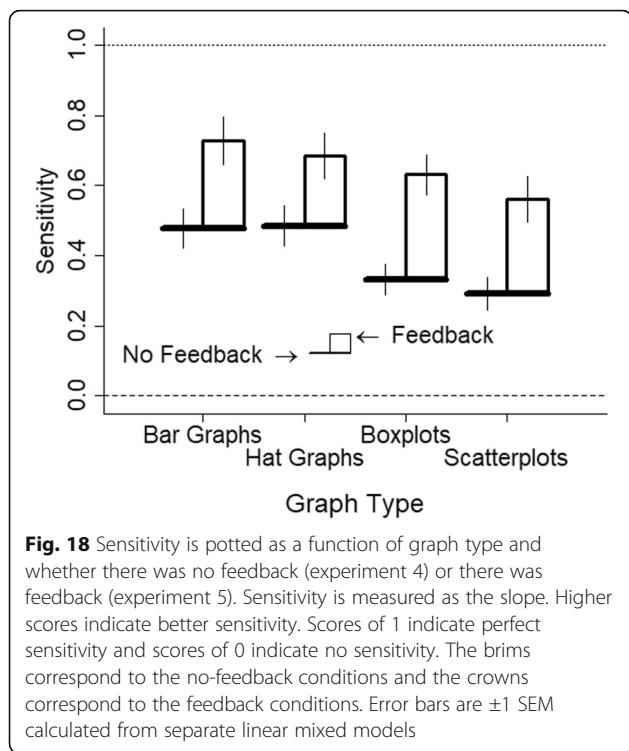 1.0
0.8
0.6
0.4
0.2
0.0
Sensitivity
← Feedback
No Feedback →
Bar Graphs
Hat Graphs
Boxplots
Scatterplots
Graph Type
Fig. 18 Sensitivity is potted as a function of graph type and
whether there was no feedback (experiment 4) or there was
feedback (experiment 5). Sensitivity is measured as the slope. Higher
scores indicate better sensitivity. Scores of 1 indicate perfect
sensitivity and scores of 0 indicate no sensitivity. The brims
correspond to the no-feedback conditions and the crowns
correspond to the feedback conditions. Error bars are ±1 SEM
calculated from separate linear mixed models